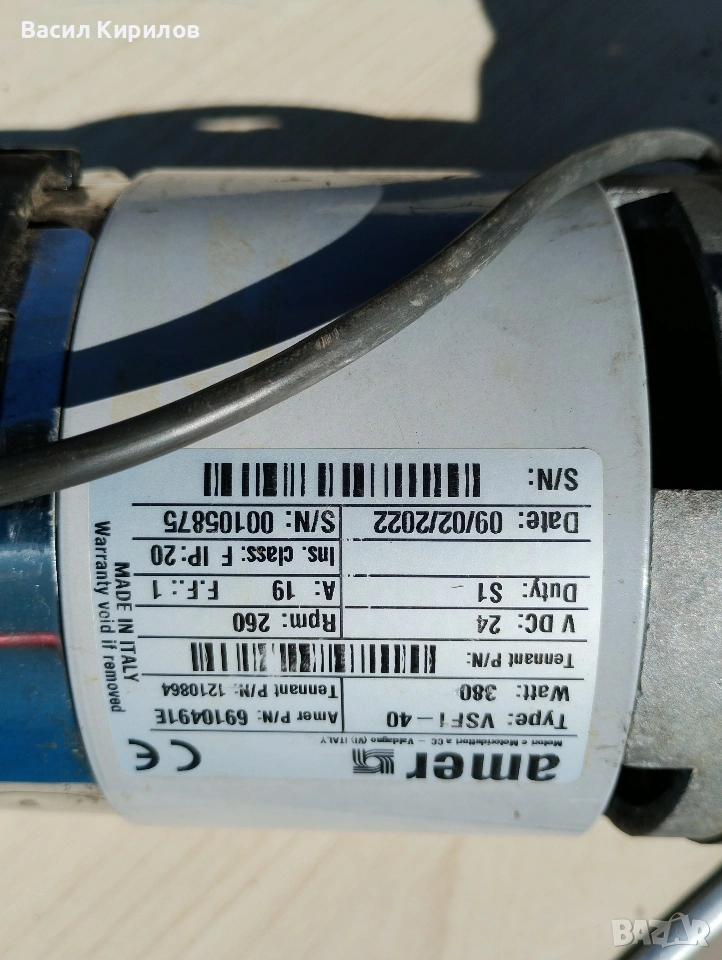 Васил Кирилов
amer
CE
Motori e Motoriduttori a CC - Valdagno (VI) ITALY
Type: VSFi-40 Amer P/N: 69104491E
Watt: 380 Tennant P/N: 1210864
Tennant P/N:
V DC: 24 Rpm: 260
Duty: S1 A: 19 F.F.: 1
Ins. class: F IP: 20
Date: 09/02/2022 S/N: 00105875
S/N:
MADE IN ITALY
Warranty void if removed
BAZAR